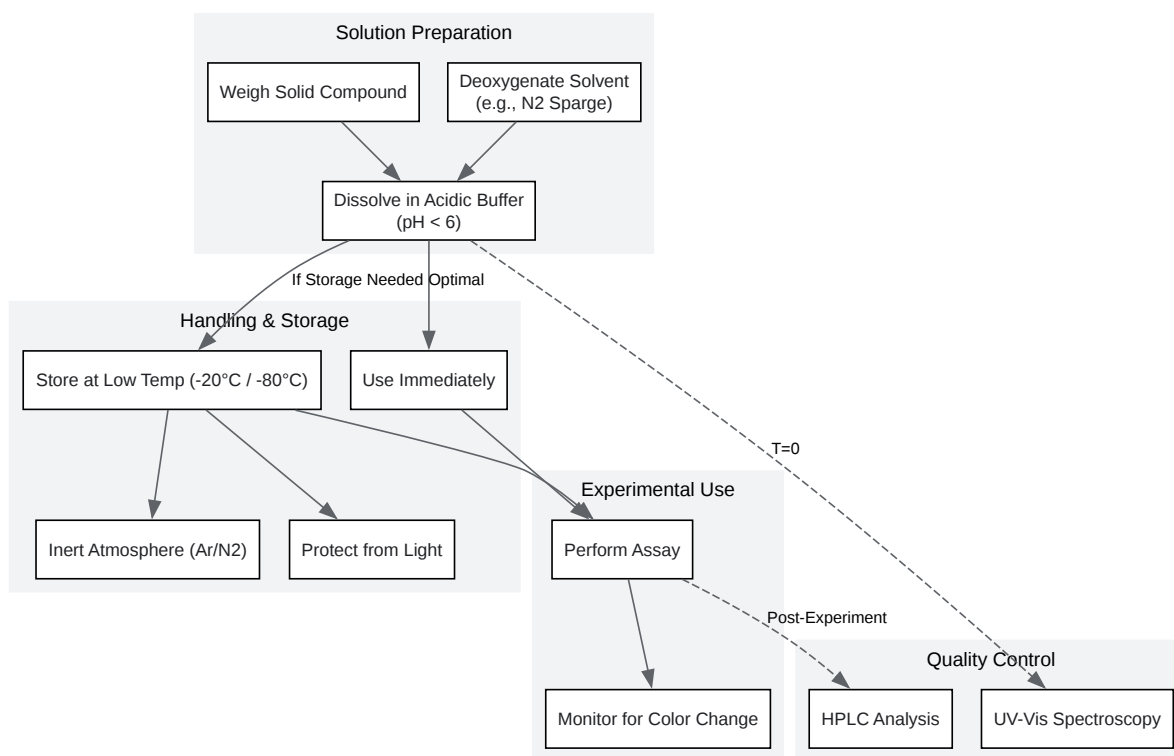 Solution Preparation
Weigh Solid Compound
Deoxygenate Solvent
(e.g., N2 Sparge)
Dissolve in Acidic Buffer
(pH < 6)
If Storage Needed
Optimal
Handling & Storage
Store at Low Temp (-20°C / -80°C)
Use Immediately
T=0
Experimental Use
Inert Atmosphere (Ar/N2)
Protect from Light
Perform Assay
Post-Experiment
Quality Control
Monitor for Color Change
HPLC Analysis
UV-Vis Spectroscopy